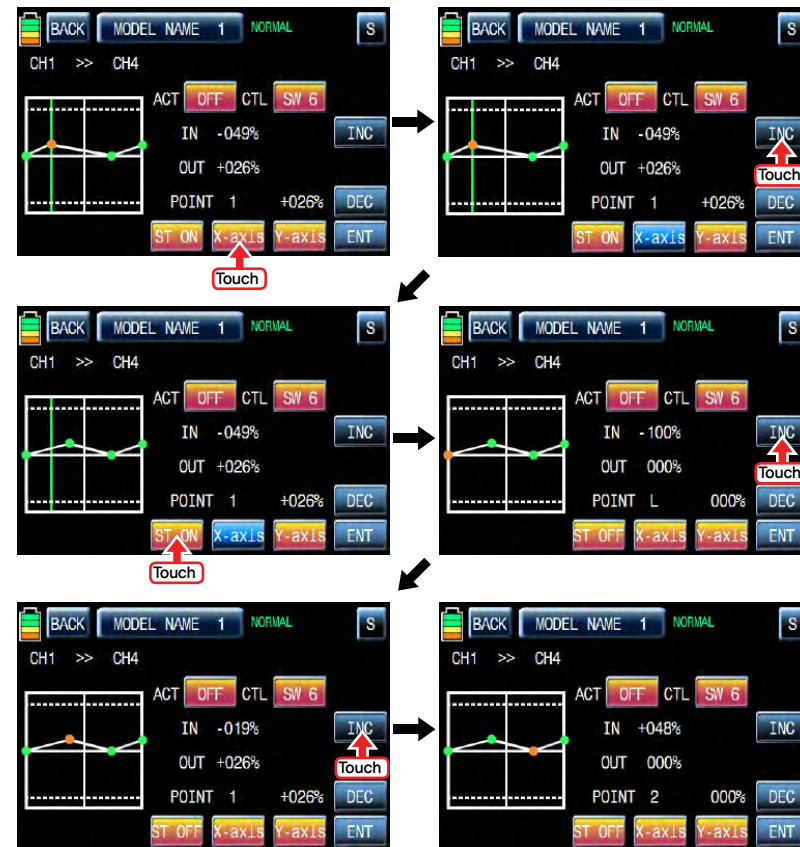 BACK MODEL NAME 1 NORMAL S
CH1 >> CH4
ACT OFF CTL SW 6
IN -049% INC
OUT +026%
POINT 1 +026% DEC
ST ON X-axis Y-axis ENT
Touch
BACK MODEL NAME 1 NORMAL S
CH1 >> CH4
ACT OFF CTL SW 6
IN -049% INC
Touch
OUT +026%
POINT 1 +026% DEC
ST ON X-axis Y-axis ENT
BACK MODEL NAME 1 NORMAL S
CH1 >> CH4
ACT OFF CTL SW 6
IN -049% INC
OUT +026%
POINT 1 +026% DEC
ST ON X-axis Y-axis ENT
Touch
BACK MODEL NAME 1 NORMAL S
CH1 >> CH4
ACT OFF CTL SW 6
IN -100% INC
OUT 000% Touch
POINT L 000% DEC
ST OFF X-axis Y-axis ENT
BACK MODEL NAME 1 NORMAL S
CH1 >> CH4
ACT OFF CTL SW 6
IN -019% INC
OUT +026% Touch
POINT 1 +026% DEC
ST OFF X-axis Y-axis ENT
BACK MODEL NAME 1 NORMAL S
CH1 >> CH4
ACT OFF CTL SW 6
IN +048% INC
OUT 000%
POINT 2 000% DEC
ST OFF X-axis Y-axis ENT